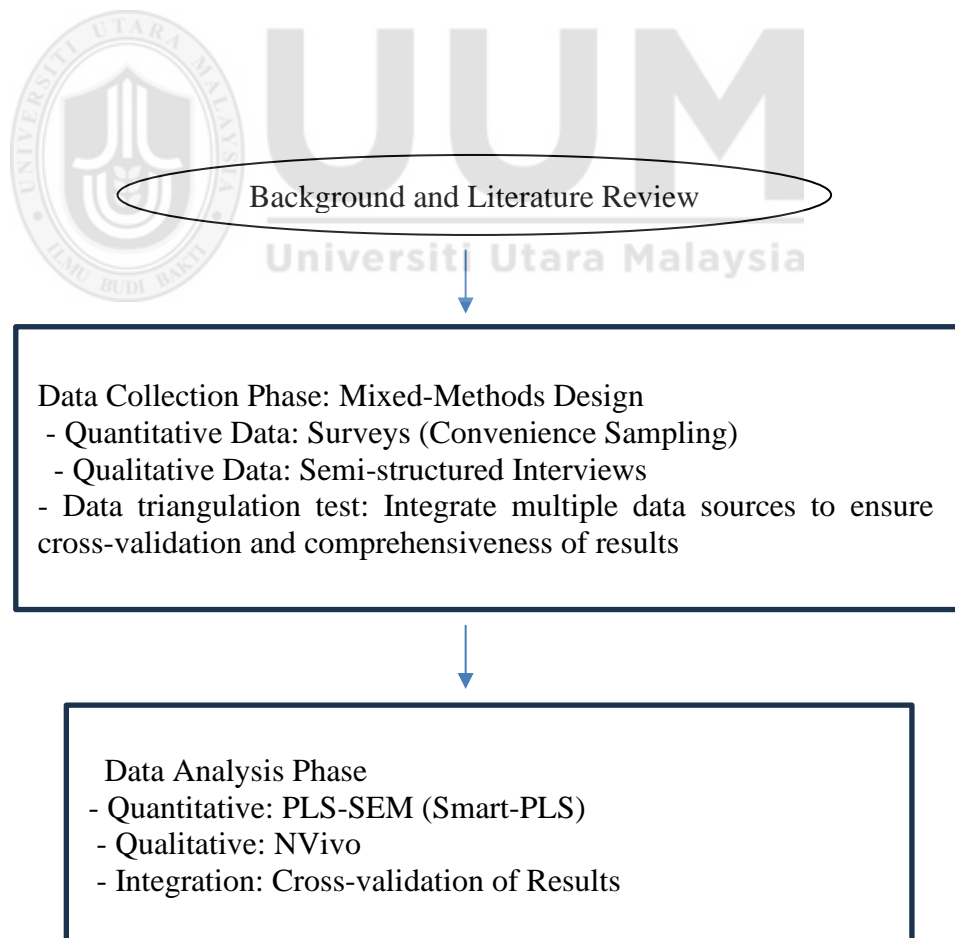 UNIVERSITI UTARA MALAYSIA
UUM
Background and Literature Review
Universiti Utara Malaysia
ILMU BUDI BAKTI
Data Collection Phase: Mixed-Methods Design
- Quantitative Data: Surveys (Convenience Sampling)
- Qualitative Data: Semi-structured Interviews
- Data triangulation test: Integrate multiple data sources to ensure
cross-validation and comprehensiveness of results
Data Analysis Phase
- Quantitative: PLS-SEM (Smart-PLS)
- Qualitative: NVivo
- Integration: Cross-validation of Results